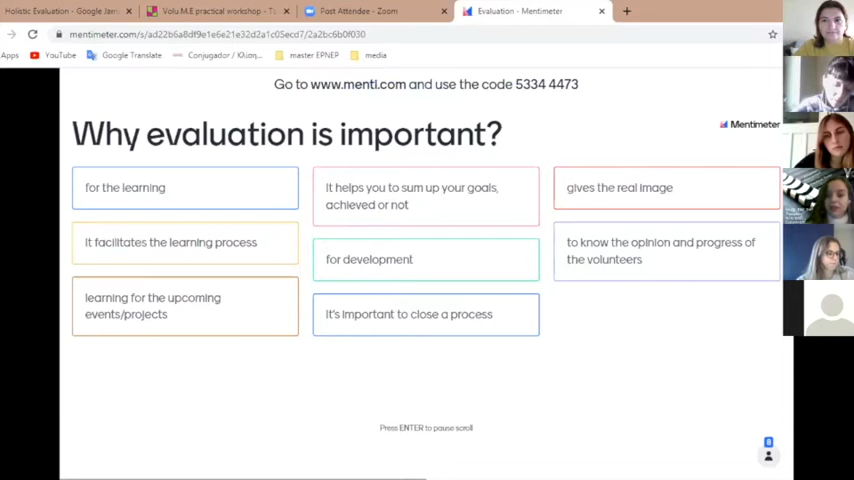 Holistic Evaluation - Google Jam
Volu M.E practical workshop - T
Post Attendee - Zoom
Evaluation - Mentimeter
mentimeter.com/s/ad22b6a8df9e1e6e21e32d2a1c05ecd7/2a2bc6b0f030
Apps
YouTube
Google Translate
Conjugador / Κλίση...
master EPNEP
media
Go to www.menti.com and use the code 5334 4473
Mentimeter
Why evaluation is important?
for the learning
It helps you to sum up your goals,
achieved or not
gives the real image
It facilitates the learning process
for development
to know the opinion and progress of
the volunteers
learning for the upcoming
events/projects
It's important to close a process
Press ENTER to pause scroll
8